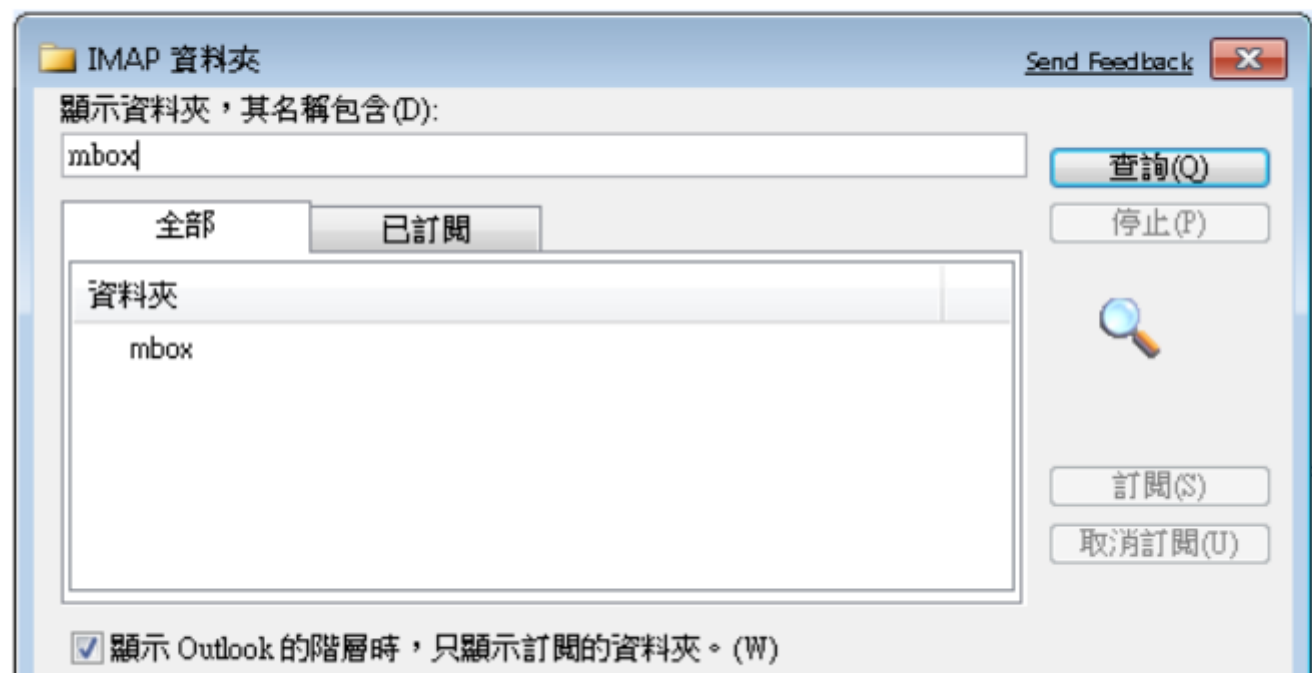 IMAP 資料夾
Send Feedback
顯示資料夾，其名稱包含(D):
mbox
查詢(Q)
全部
已訂閱
停止(P)
資料夾
mbox
訂閱(S)
取消訂閱(U)
顯示 Outlook 的階層時，只顯示訂閱的資料夾。(W)